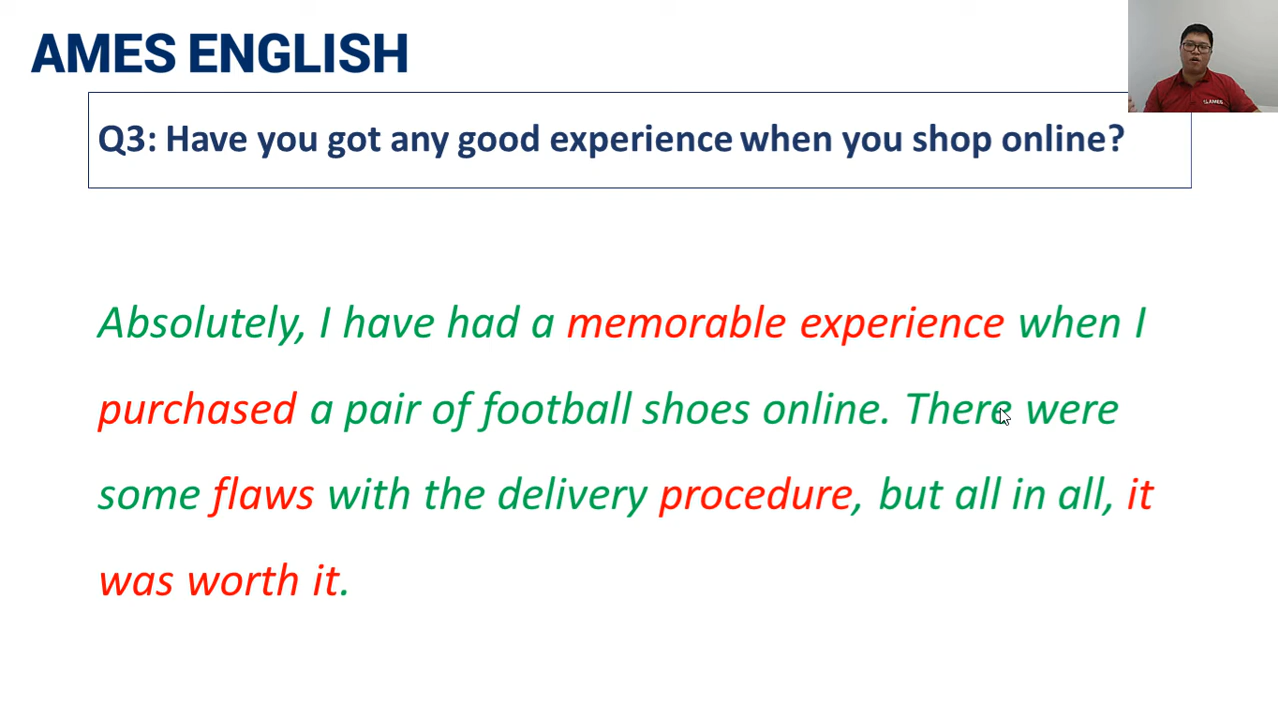 AMES ENGLISH
Q3: Have you got any good experience when you shop online?
Absolutely, I have had a memorable experience when I
purchased a pair of football shoes online. There were
some flaws with the delivery procedure, but all in all, it
was worth it.
AMES